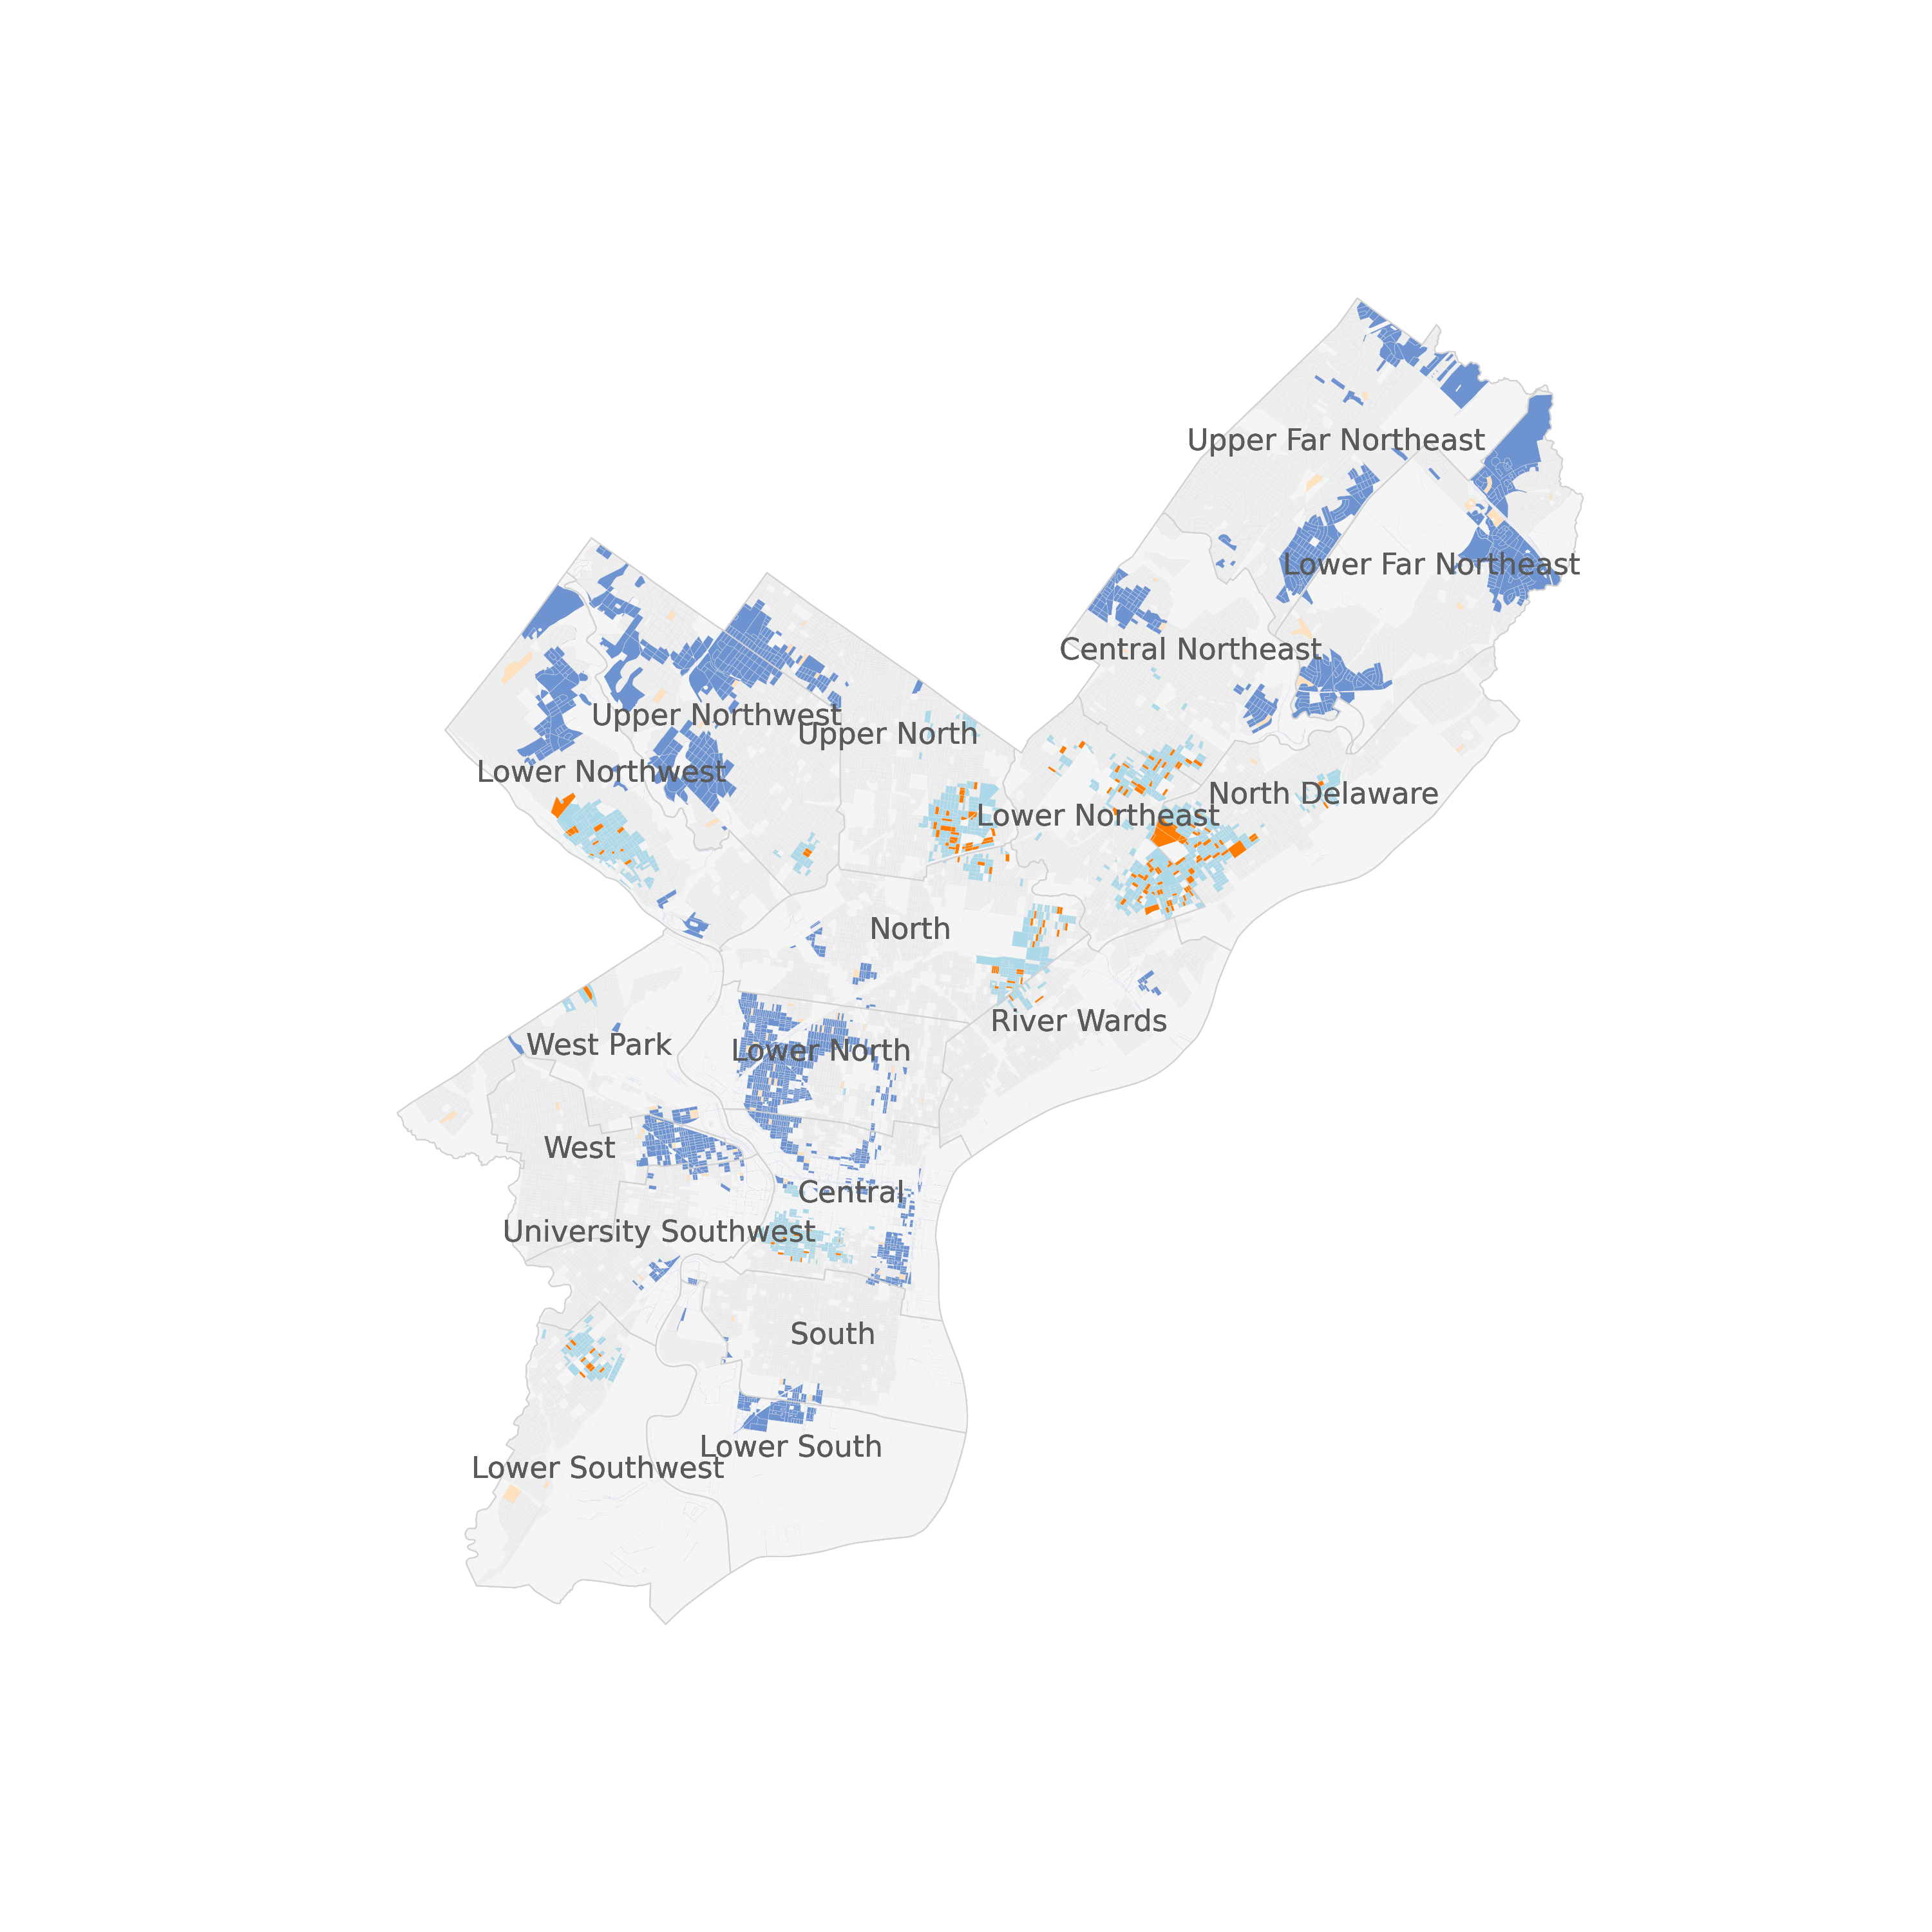 Upper Far Northeast
Lower Far Northeast
Central Northeast
Upper Northwest
Upper North
Lower Northwest
North Delaware
Lower Northeast
North
River Wards
West Park
Lower North
West
Central
University Southwest
South
Lower South
Lower Southwest